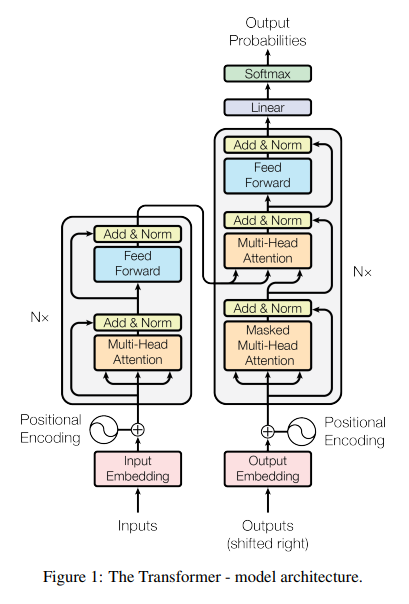 Output
Probabilities
Softmax
Linear
Add & Norm
Feed
Forward
Add & Norm
Multi-Head
Attention
Add & Norm
Masked
Multi-Head
Attention
N×
Add & Norm
Feed
Forward
Add & Norm
Multi-Head
Attention
N×
Positional
Encoding
Positional
Encoding
Input
Embedding
Output
Embedding
Inputs
Outputs
(shifted right)
Figure 1: The Transformer - model architecture.